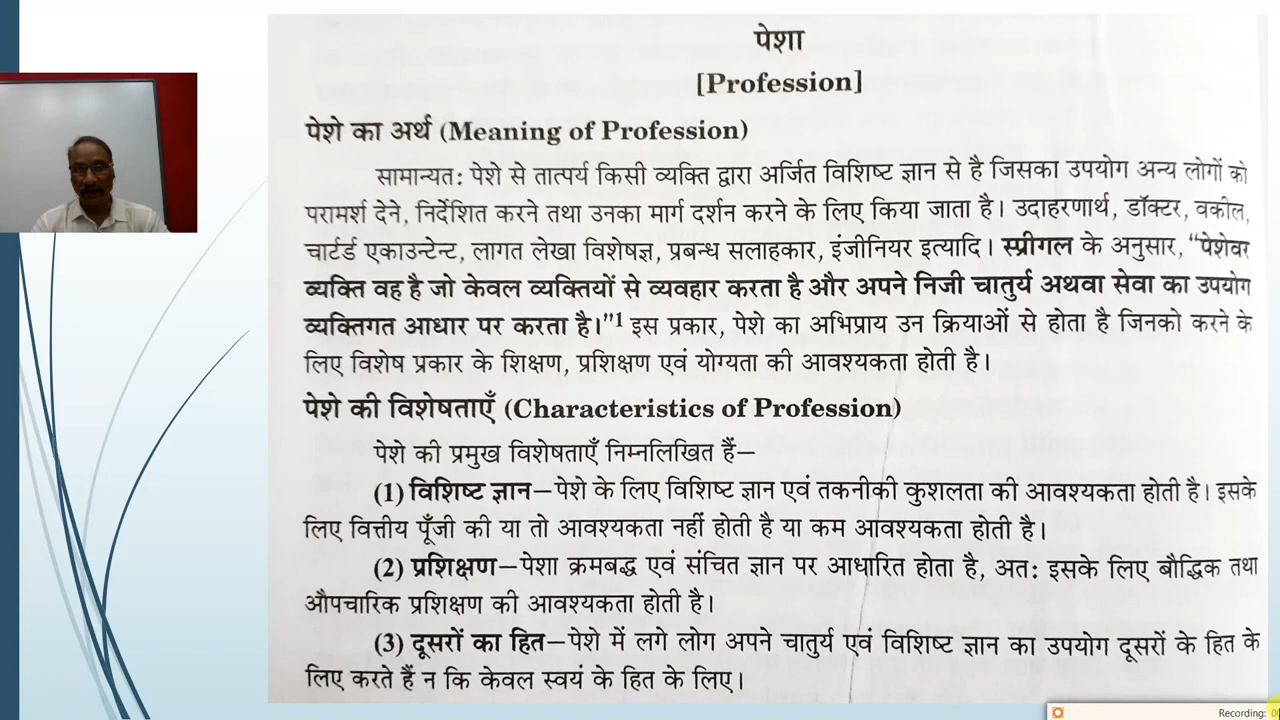 पेशा
[Profession]
पेशे का अर्थ (Meaning of Profession)
सामान्यतः पेशे से तात्पर्य किसी व्यक्ति द्वारा अर्जित विशिष्ट ज्ञान से है जिसका उपयोग अन्य लोगों को
परामर्श देने, निर्देशित करने तथा उनका मार्ग दर्शन करने के लिए किया जाता है। उदाहरणार्थ, डॉक्टर, वकील,
चार्टर्ड एकाउन्टेन्ट, लागत लेखा विशेषज्ञ, प्रबन्ध सलाहकार, इंजीनियर इत्यादि। स्प्रीगल के अनुसार, “पेशेवर
व्यक्ति वह है जो केवल व्यक्तियों से व्यवहार करता है और अपने निजी चातुर्य अथवा सेवा का उपयोग
व्यक्तिगत आधार पर करता है।”1 इस प्रकार, पेशे का अभिप्राय उन क्रियाओं से होता है जिनको करने के
लिए विशेष प्रकार के शिक्षण, प्रशिक्षण एवं योग्यता की आवश्यकता होती है।
पेशे की विशेषताएँ (Characteristics of Profession)
पेशे की प्रमुख विशेषताएँ निम्नलिखित हैं—
(1) विशिष्ट ज्ञान—पेशे के लिए विशिष्ट ज्ञान एवं तकनीकी कुशलता की आवश्यकता होती है। इसके
लिए वित्तीय पूँजी की या तो आवश्यकता नहीं होती है या कम आवश्यकता होती है।
(2) प्रशिक्षण—पेशा क्रमबद्ध एवं संचित ज्ञान पर आधारित होता है, अतः इसके लिए बौद्धिक तथा
औपचारिक प्रशिक्षण की आवश्यकता होती है।
(3) दूसरों का हित—पेशे में लगे लोग अपने चातुर्य एवं विशिष्ट ज्ञान का उपयोग दूसरों के हित के
लिए करते हैं न कि केवल स्वयं के हित के लिए।
Recording: